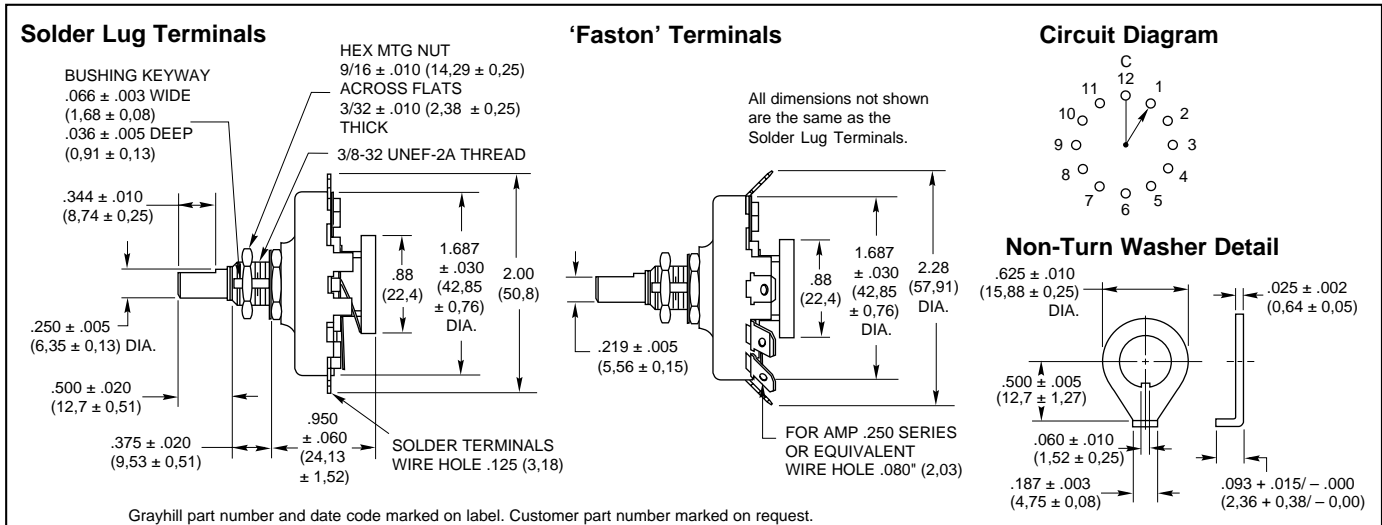 Solder Lug Terminals
BUSHING KEYWAY
.066 ± .003 WIDE
(1,68 ± 0,08)
.036 ± .005 DEEP
(0,91 ± 0,13)
HEX MTG NUT
9/16 ± .010 (14,29 ± 0,25)
ACROSS FLATS
3/32 ± .010 (2,38 ± 0,25)
THICK
3/8-32 UNEF-2A THREAD
.344 ± .010
(8,74 ± 0,25)
.250 ± .005
(6,35 ± 0,13) DIA.
.500 ± .020
(12,7 ± 0,51)
.375 ± .020
(9,53 ± 0,51)
.950
± .060
(24,13
± 1,52)
.88
(22,4)
1.687
± .030
(42,85
± 0,76)
DIA.
2.00
(50,8)
SOLDER TERMINALS
WIRE HOLE .125 (3,18)
'Faston' Terminals
All dimensions not shown
are the same as the
Solder Lug Terminals.
.219 ± .005
(5,56 ± 0,15)
.88
(22,4)
1.687
± .030
(42,85
± 0,76)
DIA.
2.28
(57,91)
DIA.
FOR AMP .250 SERIES
OR EQUIVALENT
WIRE HOLE .080" (2,03)
Circuit Diagram
C
12
1
2
3
4
5
6
7
8
9
10
11
Non-Turn Washer Detail
.625 ± .010
(15,88 ± 0,25)
DIA.
.025 ± .002
(0,64 ± 0,05)
.500 ± .005
(12,7 ± 1,27)
.060 ± .010
(1,52 ± 0,25)
.187 ± .003
(4,75 ± 0,08)
.093 + .015/ – .000
(2,36 + 0,38/ – 0,00)
Grayhill part number and date code marked on label. Customer part number marked on request.